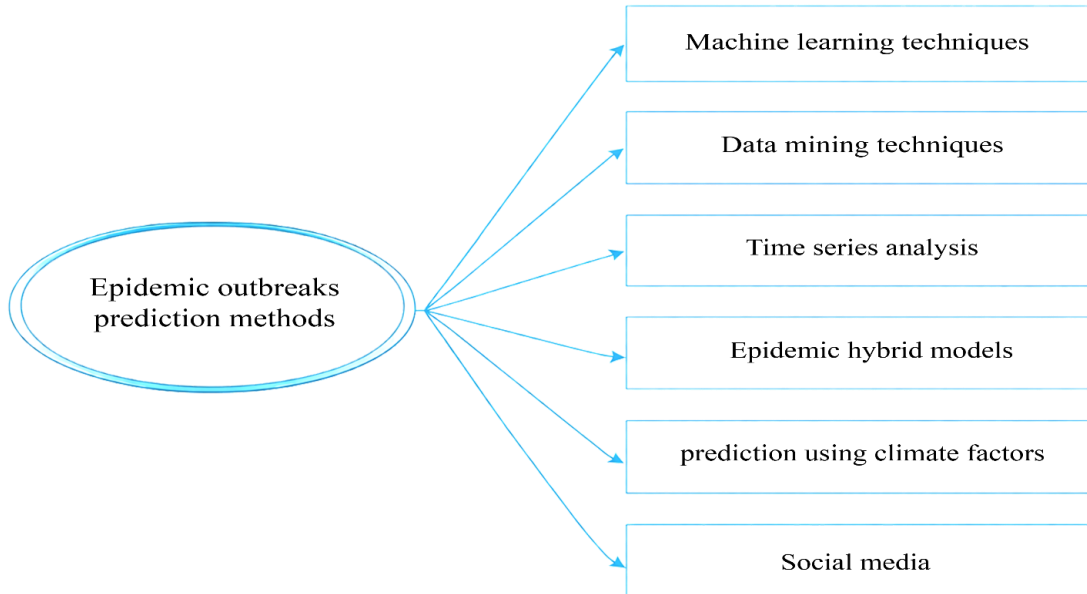 Machine learning techniques
Data mining techniques
Time series analysis
Epidemic outbreaks
prediction methods
Epidemic hybrid models
prediction using climate factors
Social media